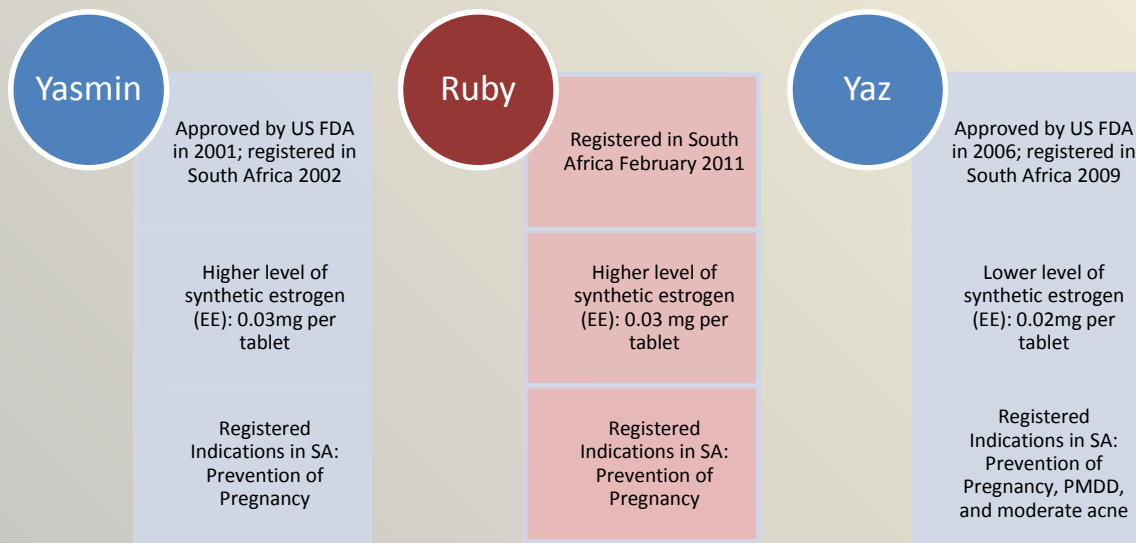 Yasmin
Approved by US FDA
in 2001; registered in
South Africa 2002
Higher level of
synthetic estrogen
(EE): 0.03mg per
tablet
Registered
Indications in SA:
Prevention of
Pregnancy
Ruby
Registered in South
Africa February 2011
Higher level of
synthetic estrogen
(EE): 0.03 mg per
tablet
Registered
Indications in SA:
Prevention of
Pregnancy
Yaz
Approved by US FDA
in 2006; registered in
South Africa 2009
Lower level of
synthetic estrogen
(EE): 0.02mg per
tablet
Registered
Indications in SA:
Prevention of
Pregnancy, PMDD,
and moderate acne